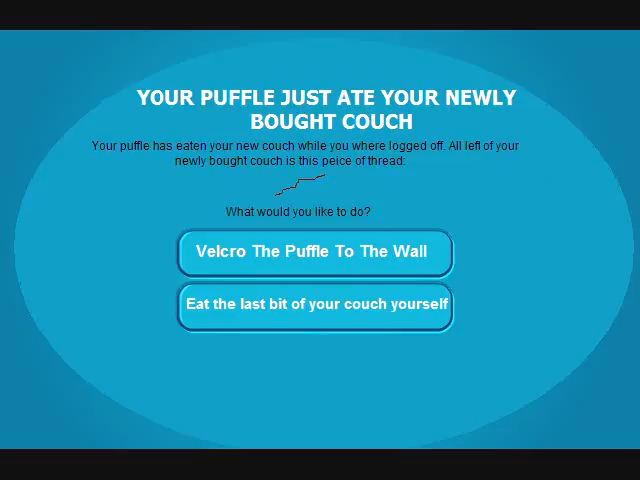 YOUR PUFFLE JUST ATE YOUR NEWLY
BOUGHT COUCH
Your puffle has eaten your new couch while you where logged off. All left of your
newly bought couch is this peice of thread:
What would you like to do?
Velcro The Puffle To The Wall
Eat the last bit of your couch yourself